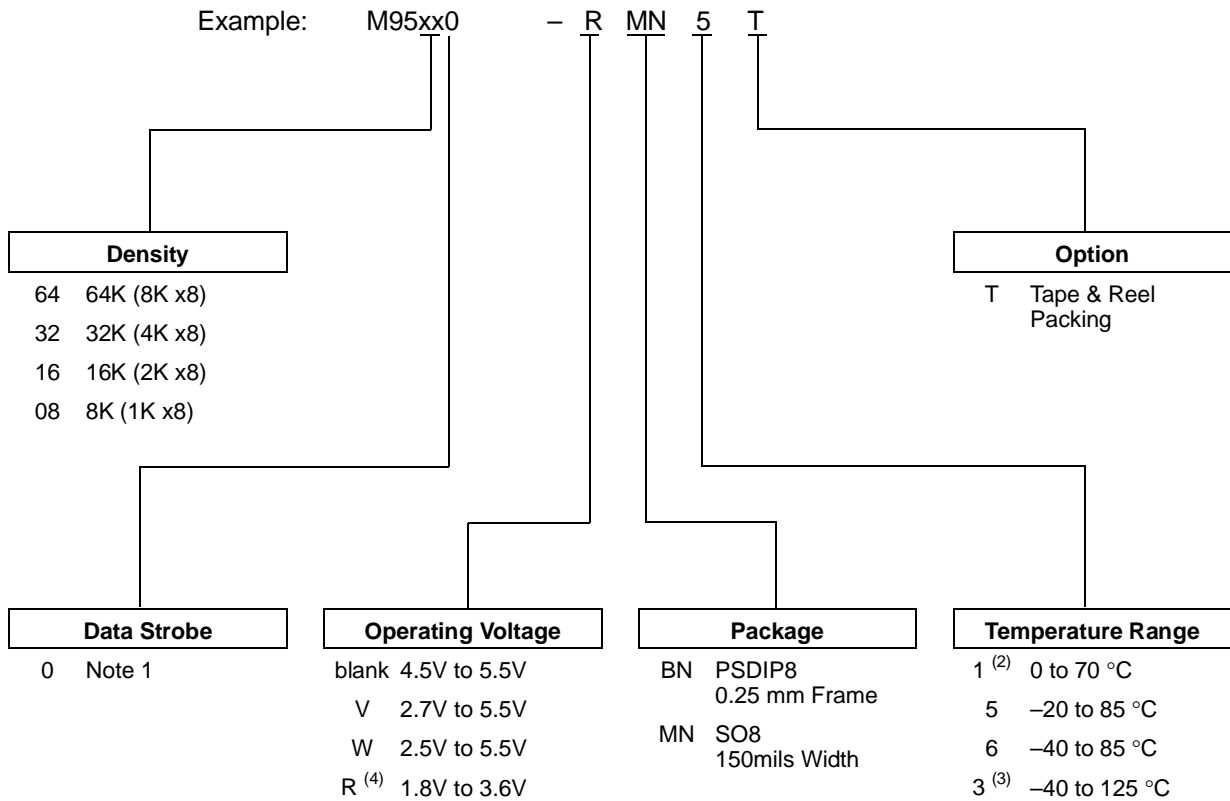 Example: M95xx0 – R MN 5 T
Density
64 64K (8K x8)
32 32K (4K x8)
16 16K (2K x8)
08 8K (1K x8)
Option
T Tape & Reel
Packing
Data Strobe
0 Note 1
Operating Voltage
blank 4.5V to 5.5V
V 2.7V to 5.5V
W 2.5V to 5.5V
R (4) 1.8V to 3.6V
Package
BN PSDIP8
0.25 mm Frame
MN SO8
150mils Width
Temperature Range
1 (2) 0 to 70 °C
5 –20 to 85 °C
6 –40 to 85 °C
3 (3) –40 to 125 °C